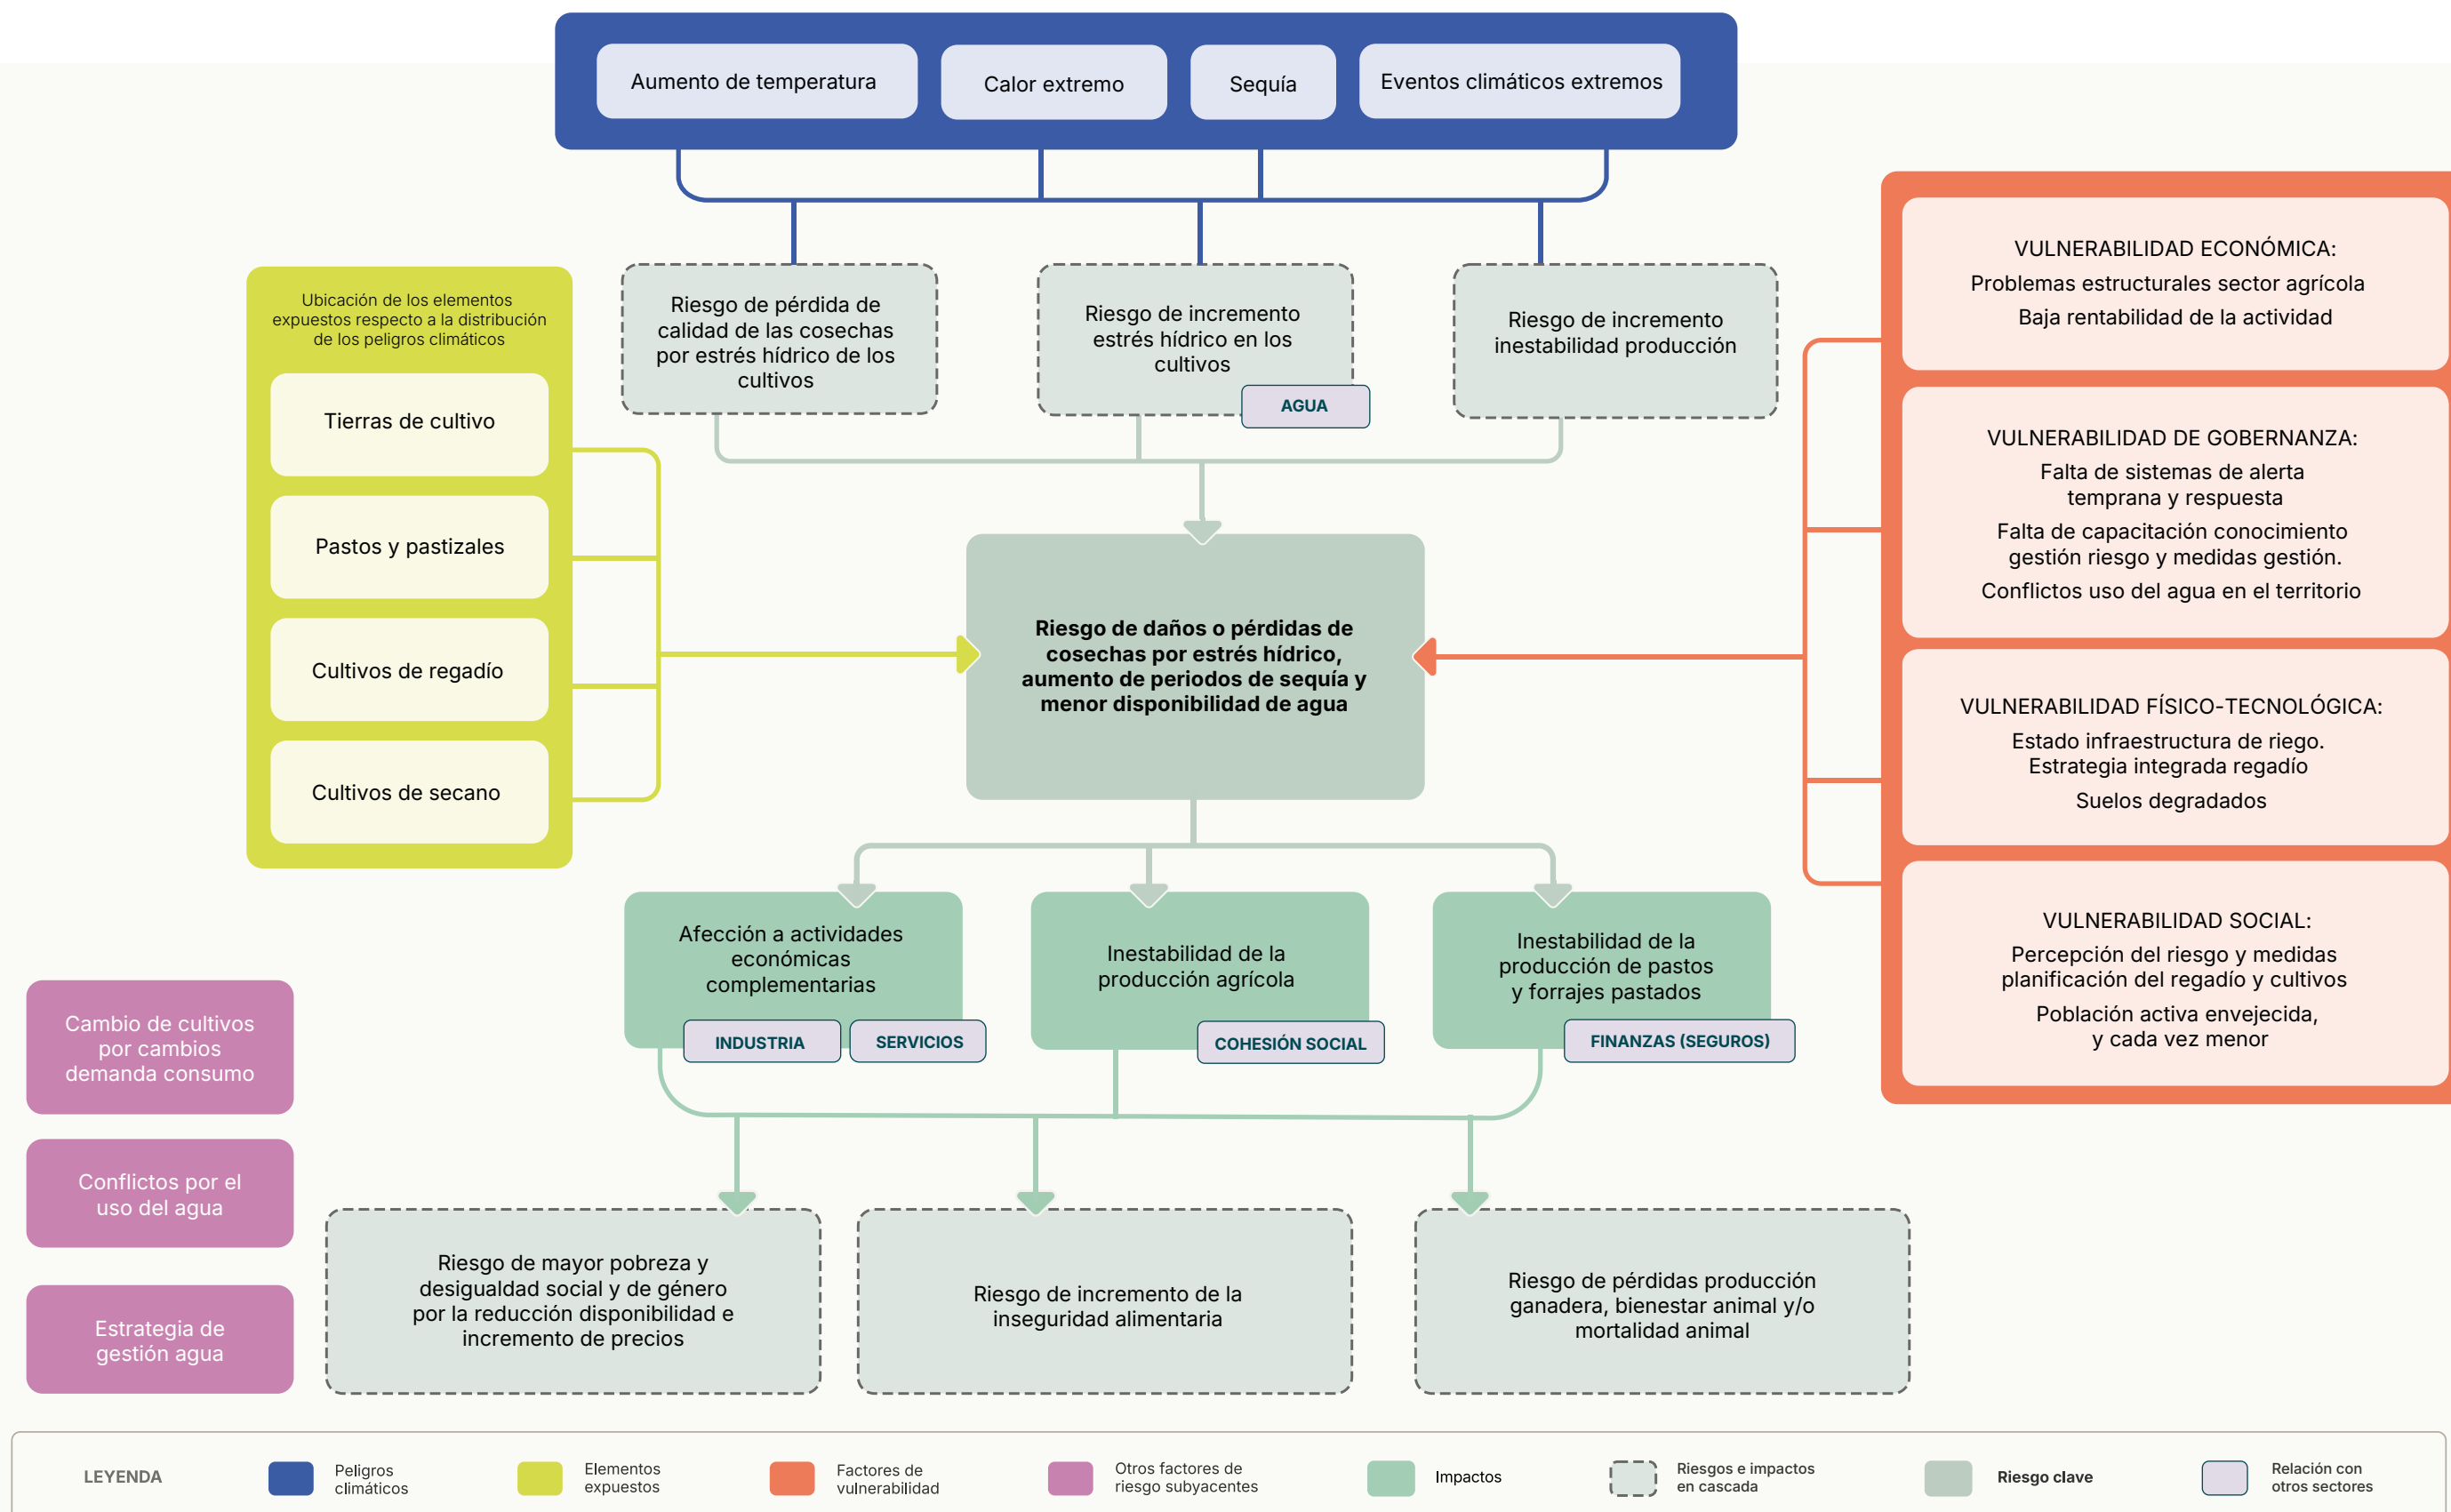 Aumento de temperatura
Calor extremo
Sequía
Eventos climáticos extremos
Ubicación de los elementos
expuestos respecto a la distribución
de los peligros climáticos
Tierras de cultivo
Pastos y pastizales
Cultivos de regadío
Cultivos de secano
Riesgo de pérdida de
calidad de las cosechas
por estrés hídrico de los
cultivos
Riesgo de incremento
estrés hídrico en los
cultivos
AGUA
Riesgo de incremento
inestabilidad producción
Riesgo de daños o pérdidas de
cosechas por estrés hídrico,
aumento de periodos de sequía y
menor disponibilidad de agua
VULNERABILIDAD ECONÓMICA:
Problemas estructurales sector agrícola
Baja rentabilidad de la actividad
VULNERABILIDAD DE GOBERNANZA:
Falta de sistemas de alerta
temprana y respuesta
Falta de capacitación conocimiento
gestión riesgo y medidas gestión.
Conflictos uso del agua en el territorio
VULNERABILIDAD FÍSICO-TECNOLÓGICA:
Estado infraestructura de riego.
Estrategia integrada regadío
Suelos degradados
VULNERABILIDAD SOCIAL:
Percepción del riesgo y medidas
planificación del regadío y cultivos
Población activa envejecida,
y cada vez menor
Afección a actividades
económicas
complementarias
INDUSTRIA
SERVICIOS
Inestabilidad de la
producción agrícola
COHESIÓN SOCIAL
Inestabilidad de la
producción de pastos
y forrajes pastados
FINANZAS (SEGUROS)
Cambio de cultivos
por cambios
demanda consumo
Conflictos por el
uso del agua
Estrategia de
gestión agua
Riesgo de mayor pobreza y
desigualdad social y de género
por la reducción disponibilidad e
incremento de precios
Riesgo de incremento de la
inseguridad alimentaria
Riesgo de pérdidas producción
ganadera, bienestar animal y/o
mortalidad animal
LEYENDA
Peligros
climáticos
Elementos
expuestos
Factores de
vulnerabilidad
Otros factores de
riesgo subyacentes
Impactos
Riesgos e impactos
en cascada
Riesgo clave
Relación con
otros sectores